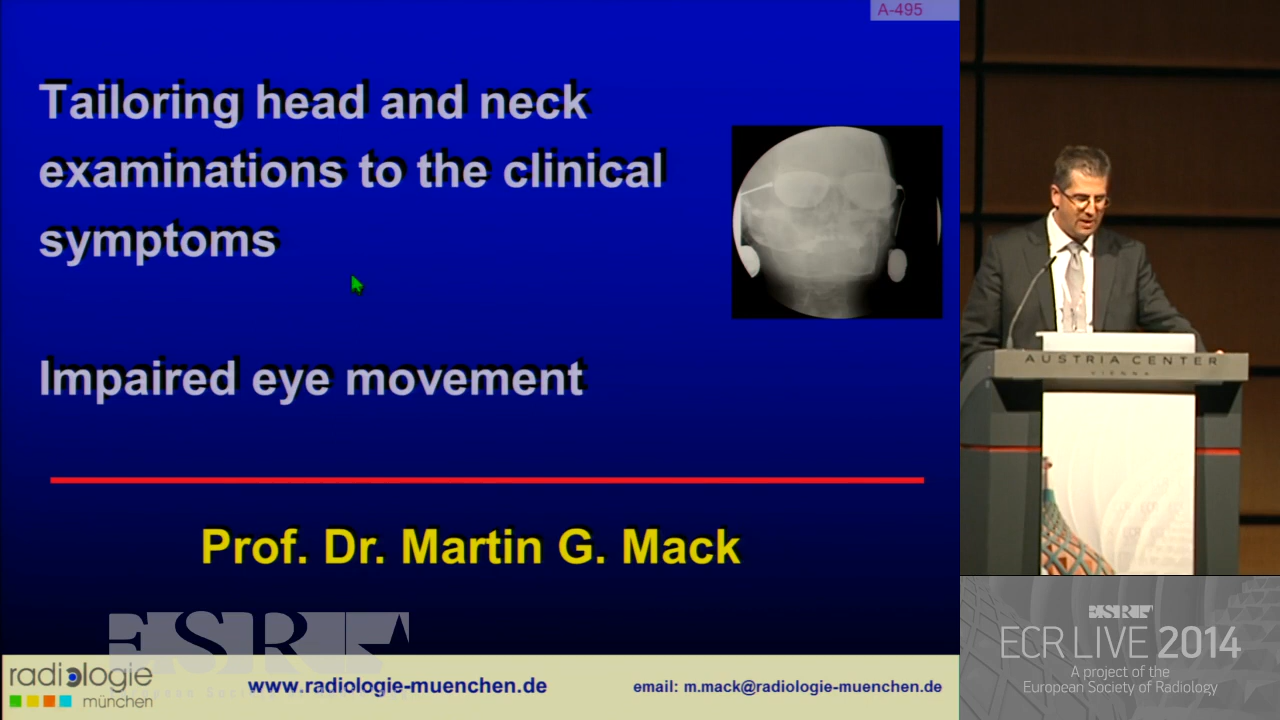 A-495
Tailoring head and neck
examinations to the clinical
symptoms
Impaired eye movement
Prof. Dr. Martin G. Mack
ESRF
radiologie
münchen
www.radiologie-muenchen.de
email: m.mack@radiologie-muenchen.de
AUSTRIA CENTER
VIENNA
ESRF
ECR LIVE 2014
A project of the
European Society of Radiology